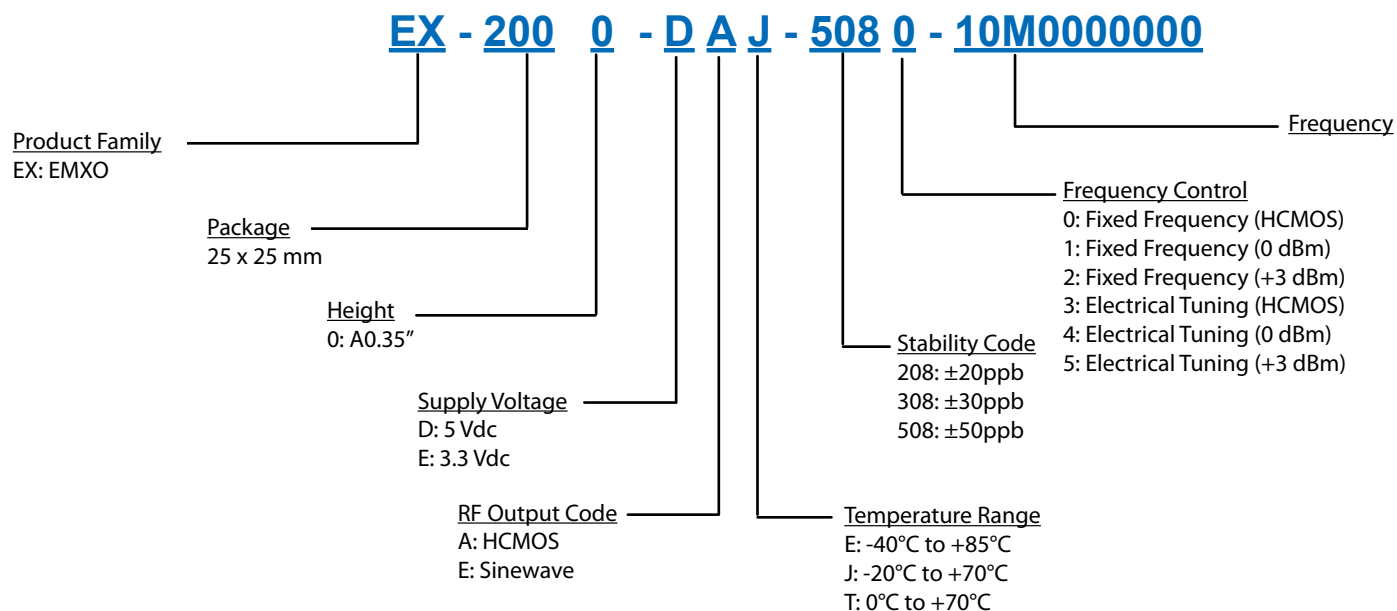 EX - 200 0 - D A J - 508 0 - 10M0000000
Product Family
EX: EMXO
Package
25 x 25 mm
Height
0: A0.35”
Supply Voltage
D: 5 Vdc
E: 3.3 Vdc
RF Output Code
A: HCMOS
E: Sinewave
Temperature Range
E: -40°C to +85°C
J: -20°C to +70°C
T: 0°C to +70°C
Stability Code
208: ±20ppb
308: ±30ppb
508: ±50ppb
Frequency Control
0: Fixed Frequency (HCMOS)
1: Fixed Frequency (0 dBm)
2: Fixed Frequency (+3 dBm)
3: Electrical Tuning (HCMOS)
4: Electrical Tuning (0 dBm)
5: Electrical Tuning (+3 dBm)
Frequency